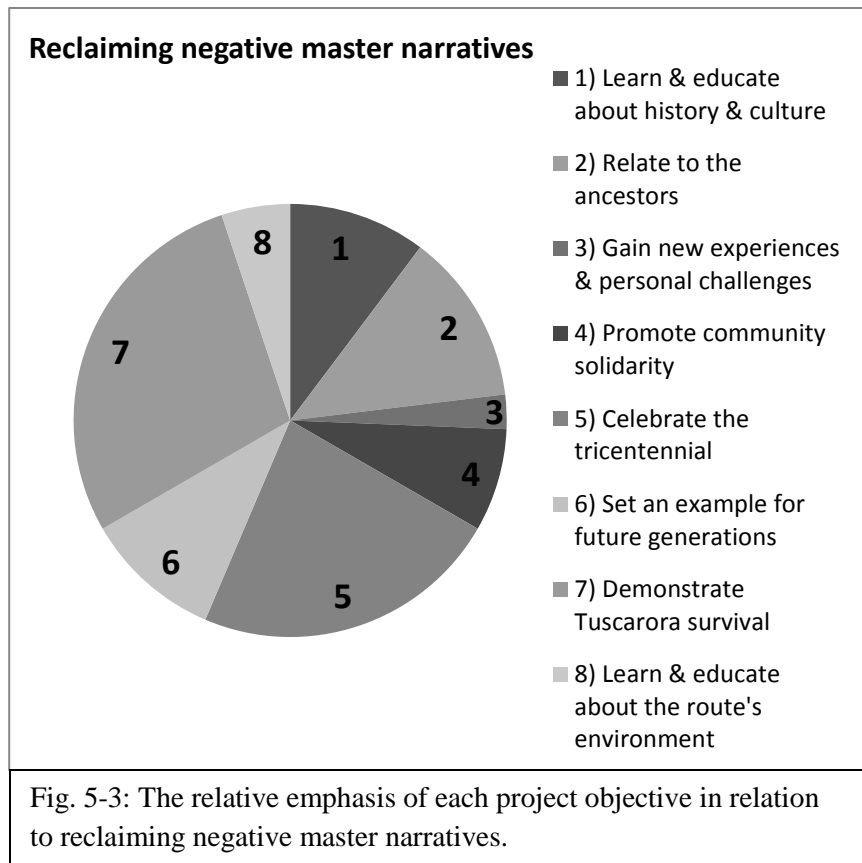 Reclaiming negative master narratives
1) Learn & educate
about history & culture
2) Relate to the
ancestors
3) Gain new experiences
& personal challenges
4) Promote community
solidarity
5) Celebrate the
tricentennial
6) Set an example for
future generations
7) Demonstrate
Tuscarora survival
8) Learn & educate
about the route's
environment
8
1
2
7
3
4
6
5
Fig. 5-3: The relative emphasis of each project objective in relation
to reclaiming negative master narratives.